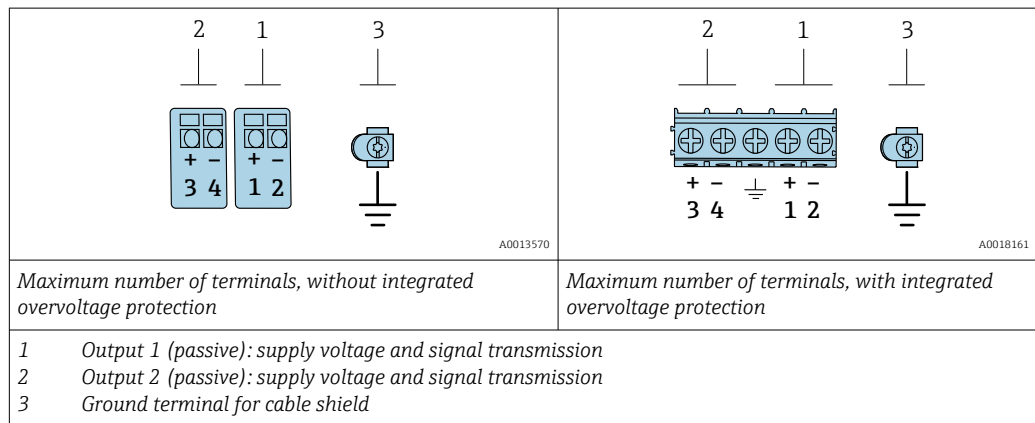 2 1 3
+ − + −
3 4 1 2
A0013570
2 1 3
+ − + −
3 4 1 2
A0018161
Maximum number of terminals, without integrated
overvoltage protection
Maximum number of terminals, with integrated
overvoltage protection
1 Output 1 (passive): supply voltage and signal transmission
2 Output 2 (passive): supply voltage and signal transmission
3 Ground terminal for cable shield